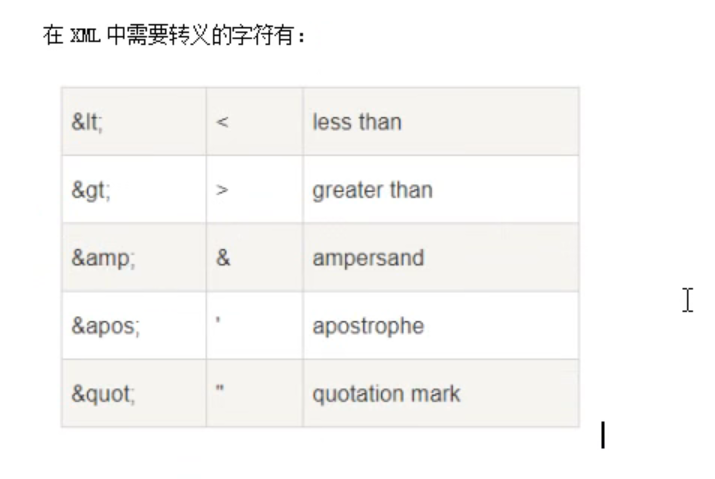 在 XML 中需要转义的字符有：
&lt; < less than
&gt; > greater than
&amp; & ampersand
&apos; ' apostrophe
&quot; " quotation mark